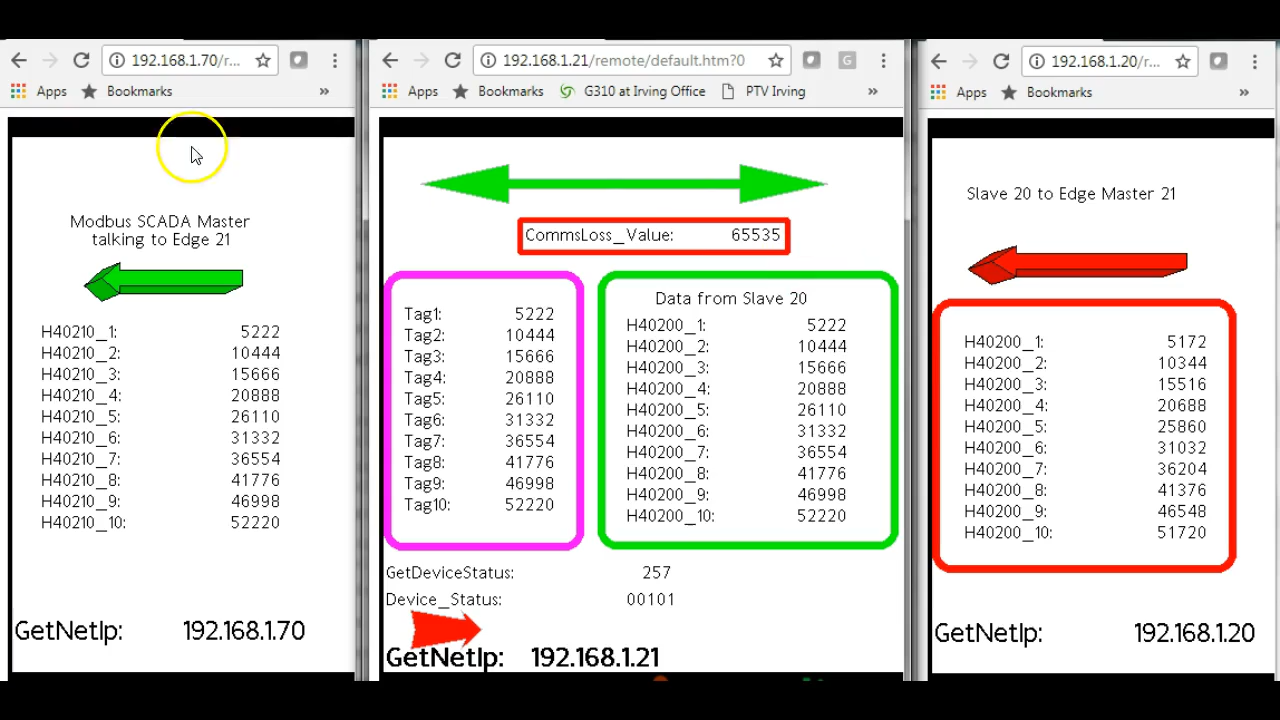 192.168.1.70/r...
Apps Bookmarks »
Modbus SCADA Master
talking to Edge 21
H40210_1: 5222
H40210_2: 10444
H40210_3: 15666
H40210_4: 20888
H40210_5: 26110
H40210_6: 31332
H40210_7: 36554
H40210_8: 41776
H40210_9: 46998
H40210_10: 52220
GetNetIp: 192.168.1.70
192.168.1.21/remote/default.htm?0
G
Apps Bookmarks G310 at Irving Office PTV Irving »
CommsLoss_Value: 65535
Tag1: 5222
Tag2: 10444
Tag3: 15666
Tag4: 20888
Tag5: 26110
Tag6: 31332
Tag7: 36554
Tag8: 41776
Tag9: 46998
Tag10: 52220
Data from Slave 20
H40200_1: 5222
H40200_2: 10444
H40200_3: 15666
H40200_4: 20888
H40200_5: 26110
H40200_6: 31332
H40200_7: 36554
H40200_8: 41776
H40200_9: 46998
H40200_10: 52220
GetDeviceStatus: 257
Device_Status: 00101
GetNetIp: 192.168.1.21
192.168.1.20/r...
Apps Bookmarks »
Slave 20 to Edge Master 21
H40200_1: 5172
H40200_2: 10344
H40200_3: 15516
H40200_4: 20688
H40200_5: 25860
H40200_6: 31032
H40200_7: 36204
H40200_8: 41376
H40200_9: 46548
H40200_10: 51720
GetNetIp: 192.168.1.20